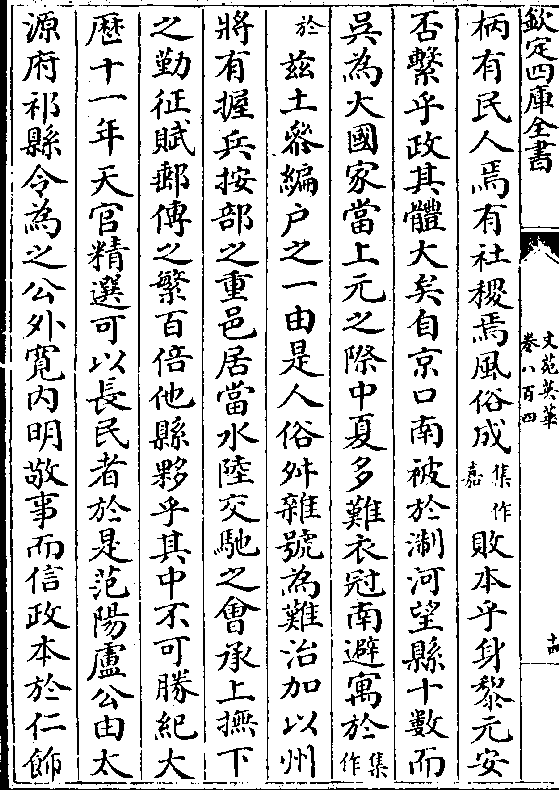 欽定四庫全書
文苑英華
卷八百四
十四
柄有民人焉有社稷焉風俗成集作嘉敗本乎身黎元安
否繫乎政其體大矣自京口南被於淛河望縣十數而
吳為大國家當上元之際中夏多難衣冠南避寓於集作
於茲土叅編户之一由是人俗舛雜號為難治加以州
將有握兵按部之重邑居當水陸交馳之會承上撫下
之勤征賦郵傳之繁百倍他縣夥乎其中不可勝紀大
厯十一年天官精選可以長民者於是范陽盧公由太
源府祁縣令為之公外寛内明敬事而信政本於仁飾